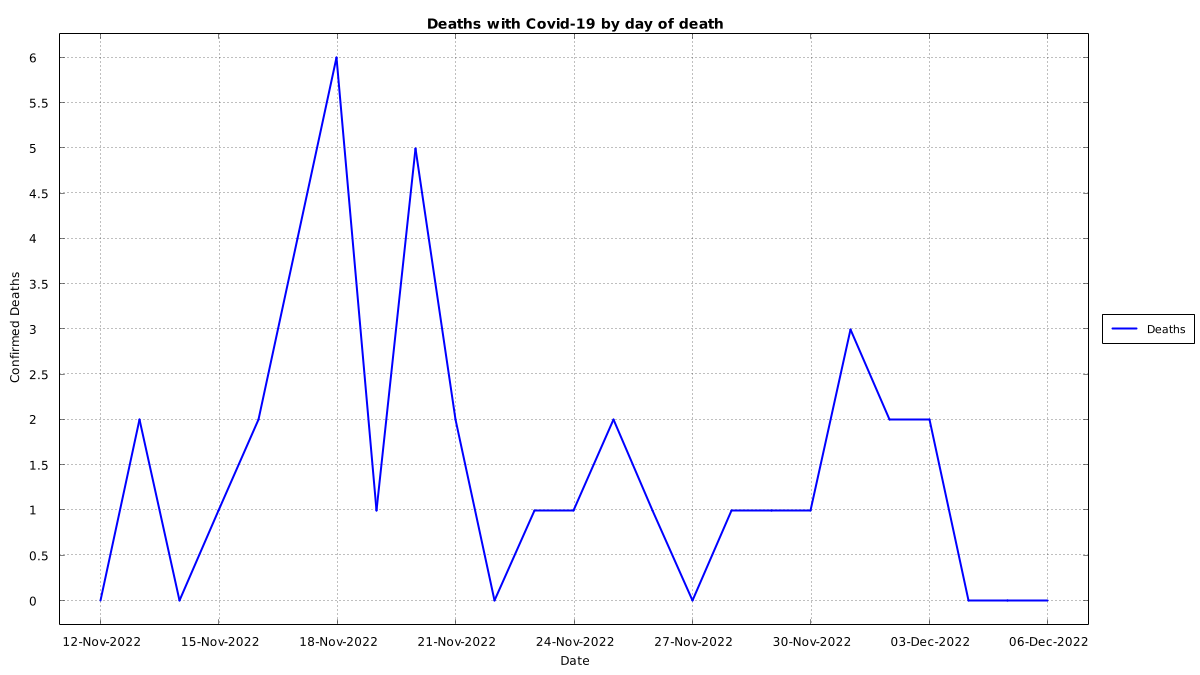 Deaths with Covid-19 by day of death
6
5.5
5
4.5
4
3.5
3
2.5
2
1.5
1
0.5
0
Confirmed Deaths
12-Nov-2022 15-Nov-2022 18-Nov-2022 21-Nov-2022 24-Nov-2022 27-Nov-2022 30-Nov-2022 03-Dec-2022 06-Dec-2022
Date
Deaths